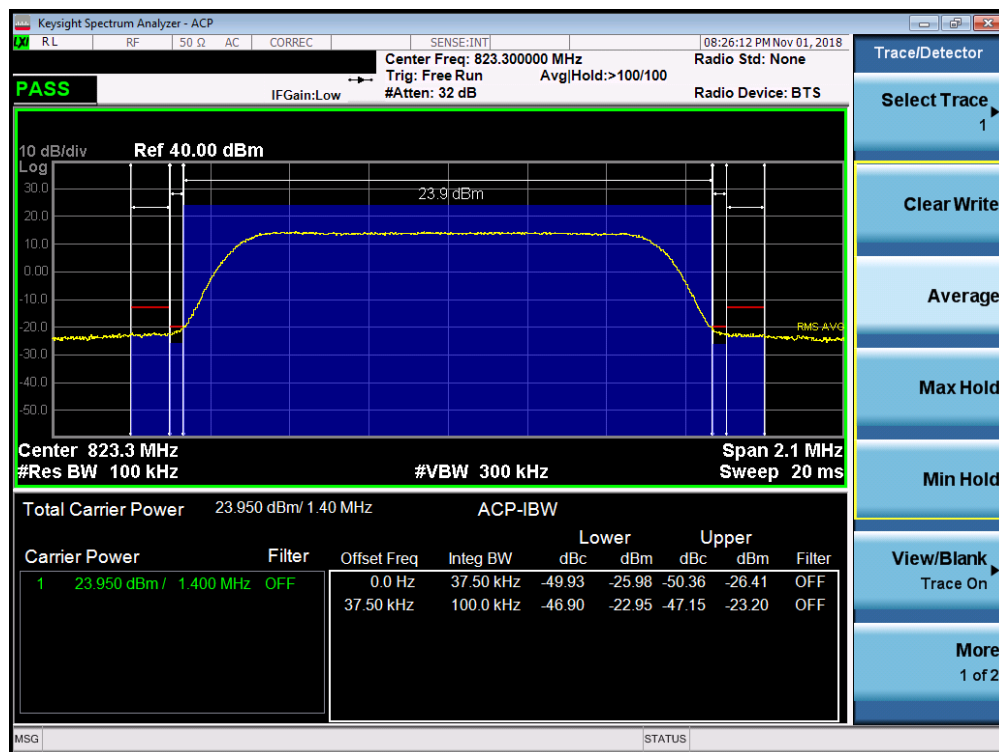 Keysight Spectrum Analyzer - ACP
LXI RL RF 50 Ω AC CORREC SENSE:INT 08:26:12 PM Nov 01, 2018
Center Freq: 823.300000 MHz Radio Std: None
Trig: Free Run Avg|Hold:>100/100
PASS IFGain:Low #Atten: 32 dB Radio Device: BTS
10 dB/div Ref 40.00 dBm
Log
23.9 dBm
30.0
20.0
10.0
0.00
-10.0
-20.0
RMS AVG
-30.0
-40.0
-50.0
Center 823.3 MHz Span 2.1 MHz
#Res BW 100 kHz #VBW 300 kHz Sweep 20 ms
Total Carrier Power 23.950 dBm/ 1.40 MHz ACP-IBW
Lower Upper
Carrier Power Filter Offset Freq Integ BW dBc dBm dBc dBm Filter
1 23.950 dBm / 1.400 MHz OFF 0.0 Hz 37.50 kHz -49.93 -25.98 -50.36 -26.41 OFF
37.50 kHz 100.0 kHz -46.90 -22.95 -47.15 -23.20 OFF
MSG STATUS
Trace/Detector
Select Trace
1
Clear Write
Average
Max Hold
Min Hold
View/Blank
Trace On
More
1 of 2